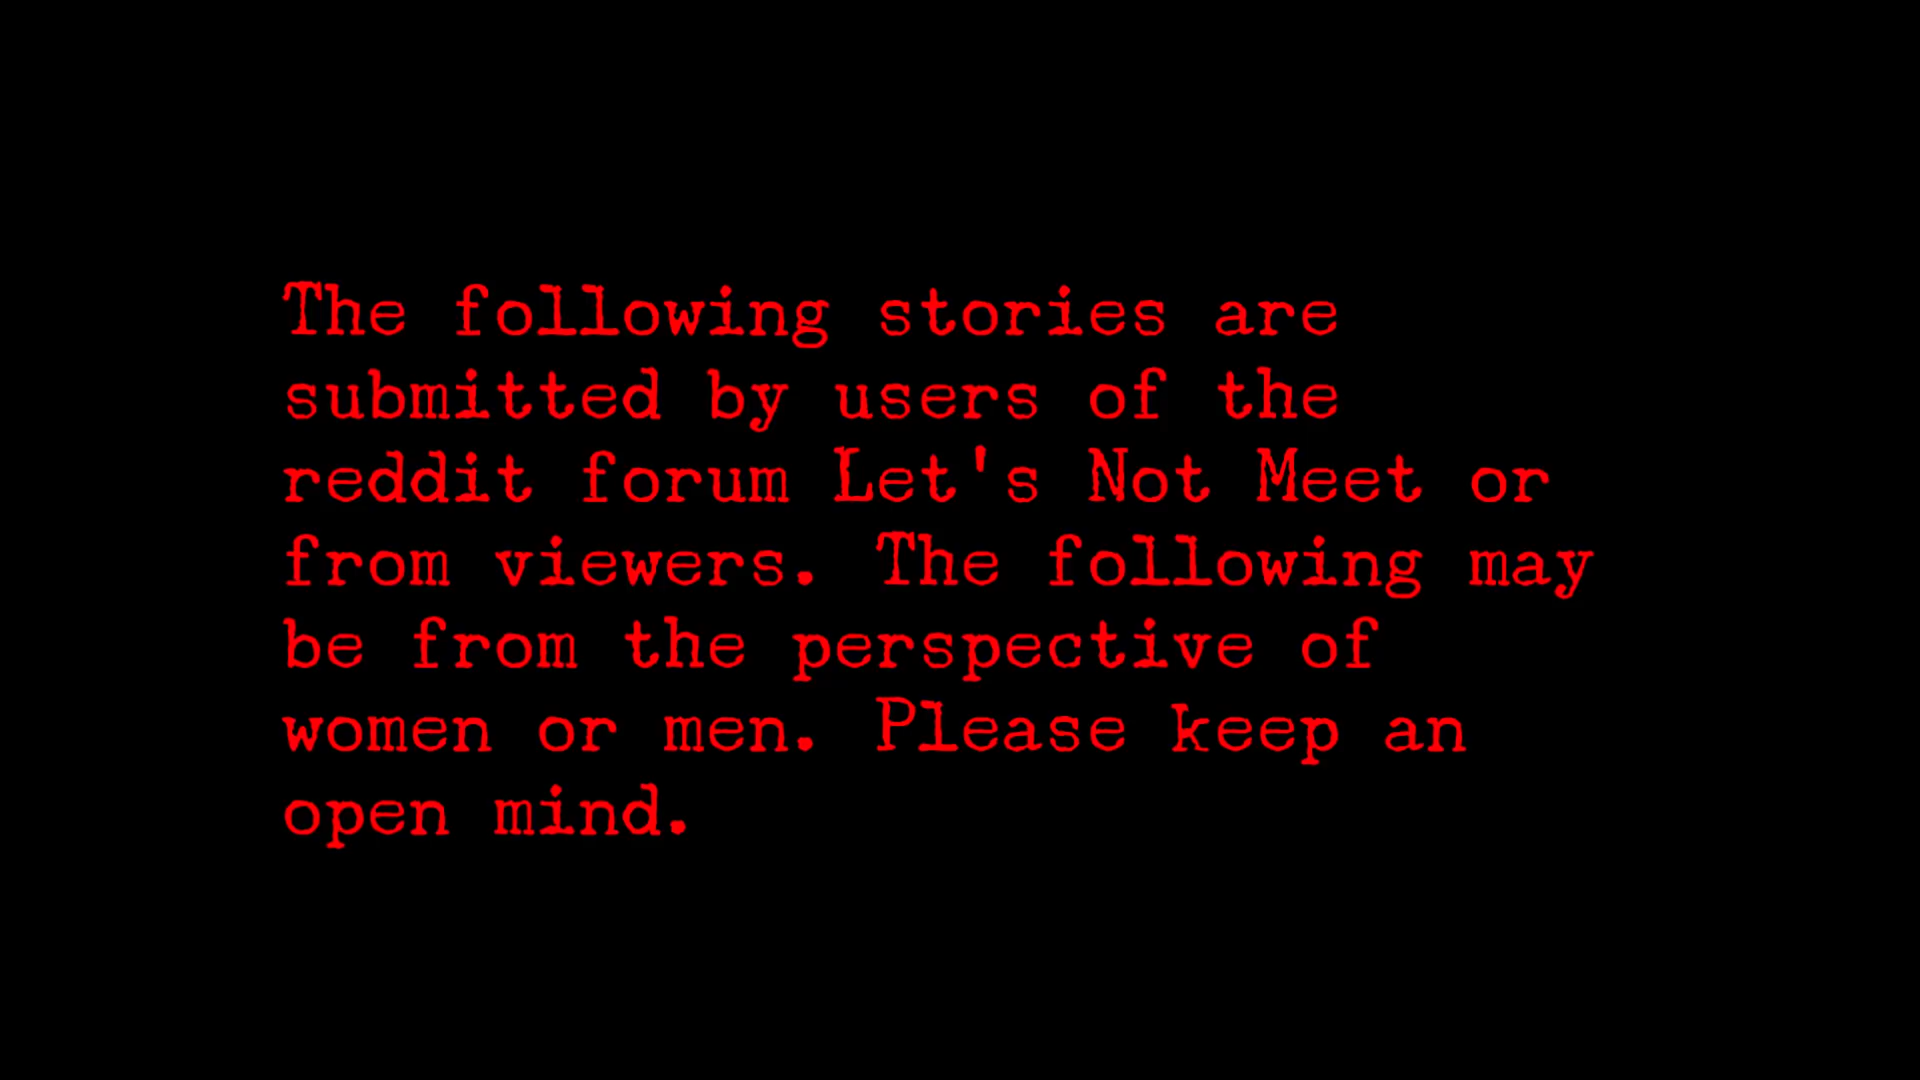 The following stories are
submitted by users of the
reddit forum Let's Not Meet or
from viewers. The following may
be from the perspective of
women or men. Please keep an
open mind.